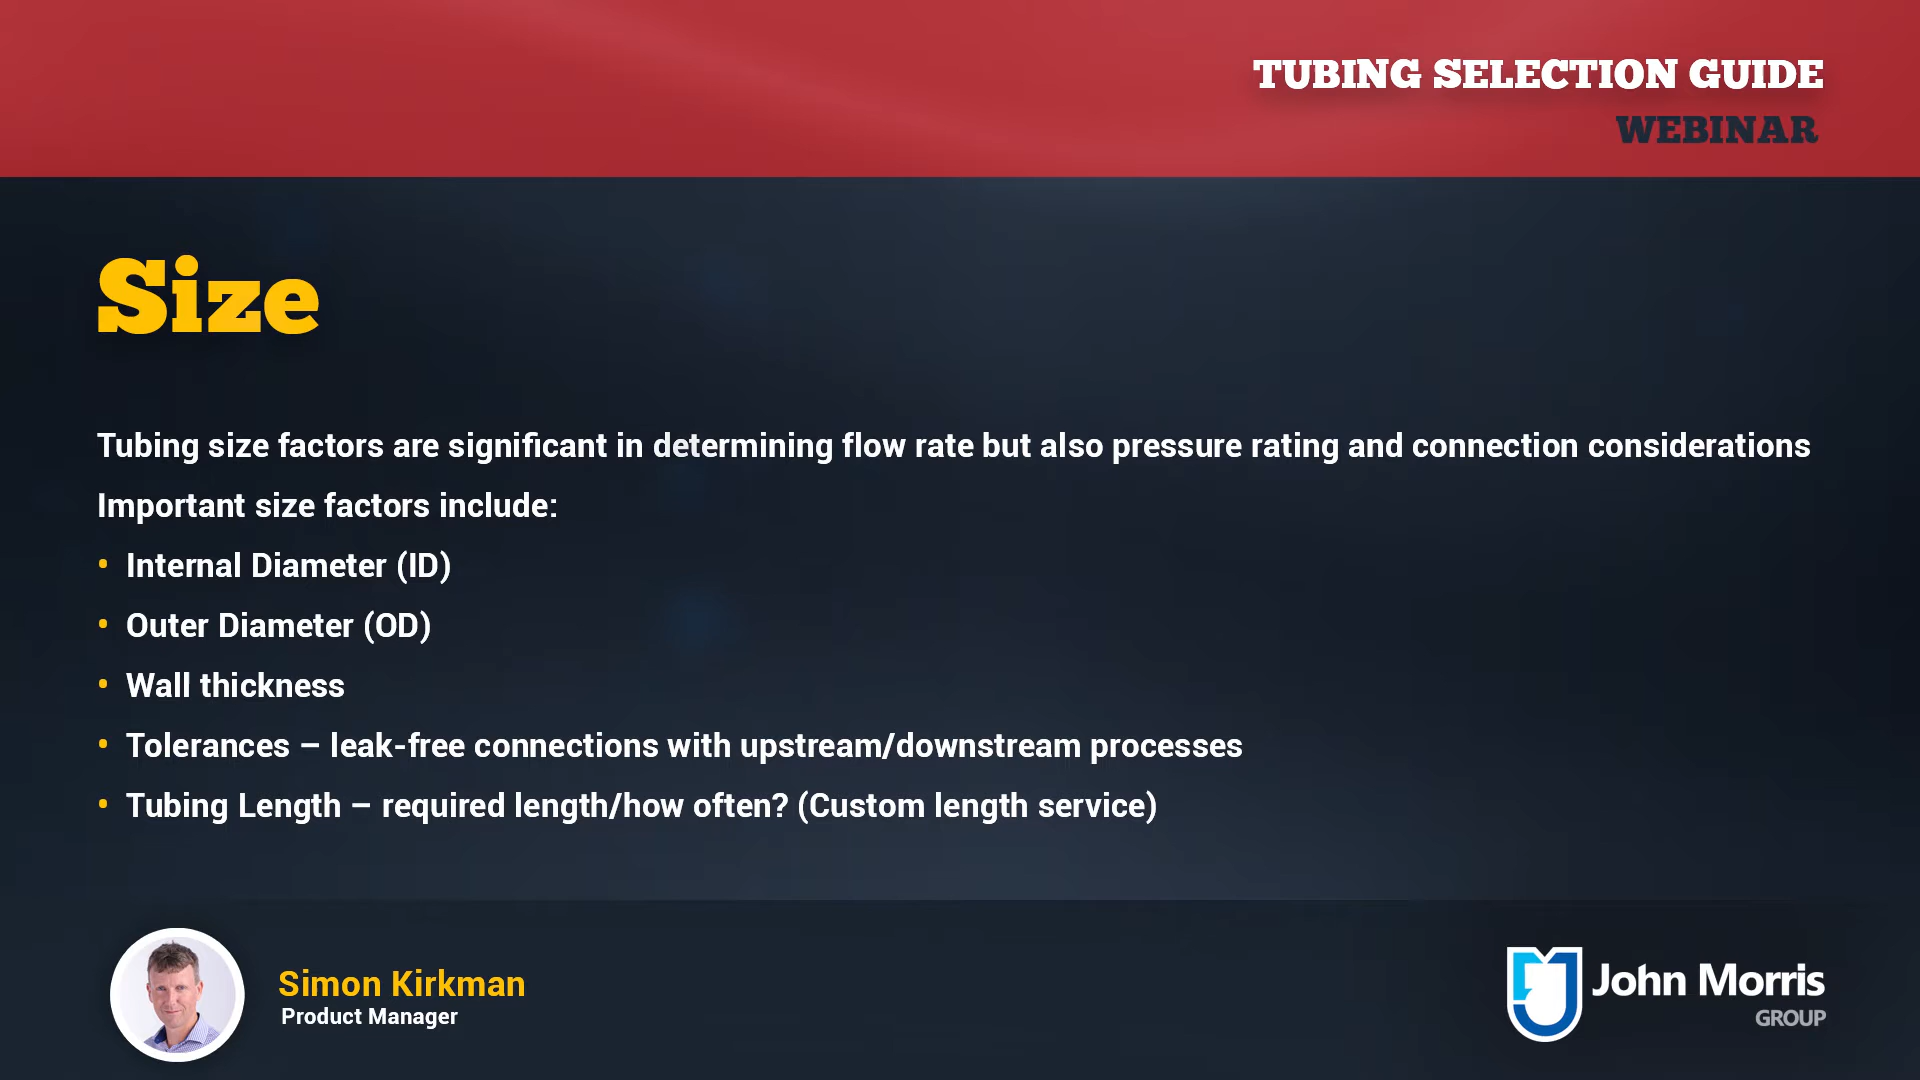 TUBING SELECTION GUIDE
WEBINAR
Size
Tubing size factors are significant in determining flow rate but also pressure rating and connection considerations
Important size factors include:
• Internal Diameter (ID)
• Outer Diameter (OD)
• Wall thickness
• Tolerances – leak-free connections with upstream/downstream processes
• Tubing Length – required length/how often? (Custom length service)
Simon Kirkman
Product Manager
John Morris
GROUP